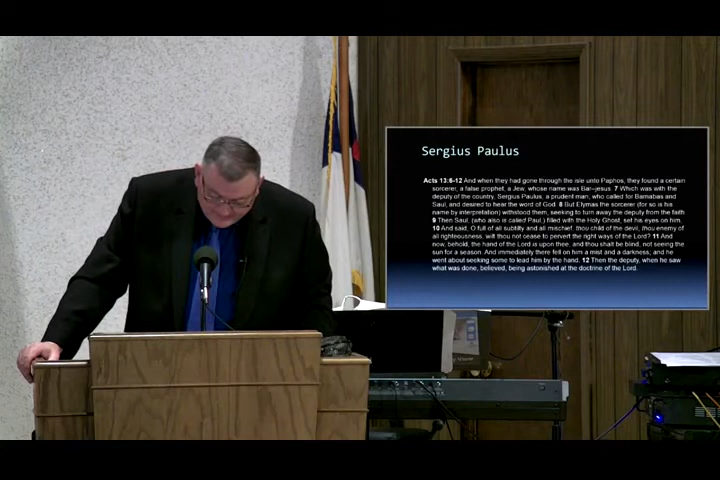 Sergius Paulus
Acts 13:6-12 And when they had gone through the isle unto Paphos, they found a certain
sorcerer, a false prophet, a Jew, whose name was Bar–jesus: 7 Which was with the
deputy of the country, Sergius Paulus, a prudent man; who called for Barnabas and
Saul, and desired to hear the word of God. 8 But Elymas the sorcerer (for so is his
name by interpretation) withstood them, seeking to turn away the deputy from the faith.
9 Then Saul, (who also is called Paul,) filled with the Holy Ghost, set his eyes on him,
10 And said, O full of all subtilty and all mischief, thou child of the devil, thou enemy of
all righteousness, wilt thou not cease to pervert the right ways of the Lord? 11 And
now, behold, the hand of the Lord is upon thee, and thou shalt be blind, not seeing the
sun for a season. And immediately there fell on him a mist and a darkness; and he
went about seeking some to lead him by the hand. 12 Then the deputy, when he saw
what was done, believed, being astonished at the doctrine of the Lord.